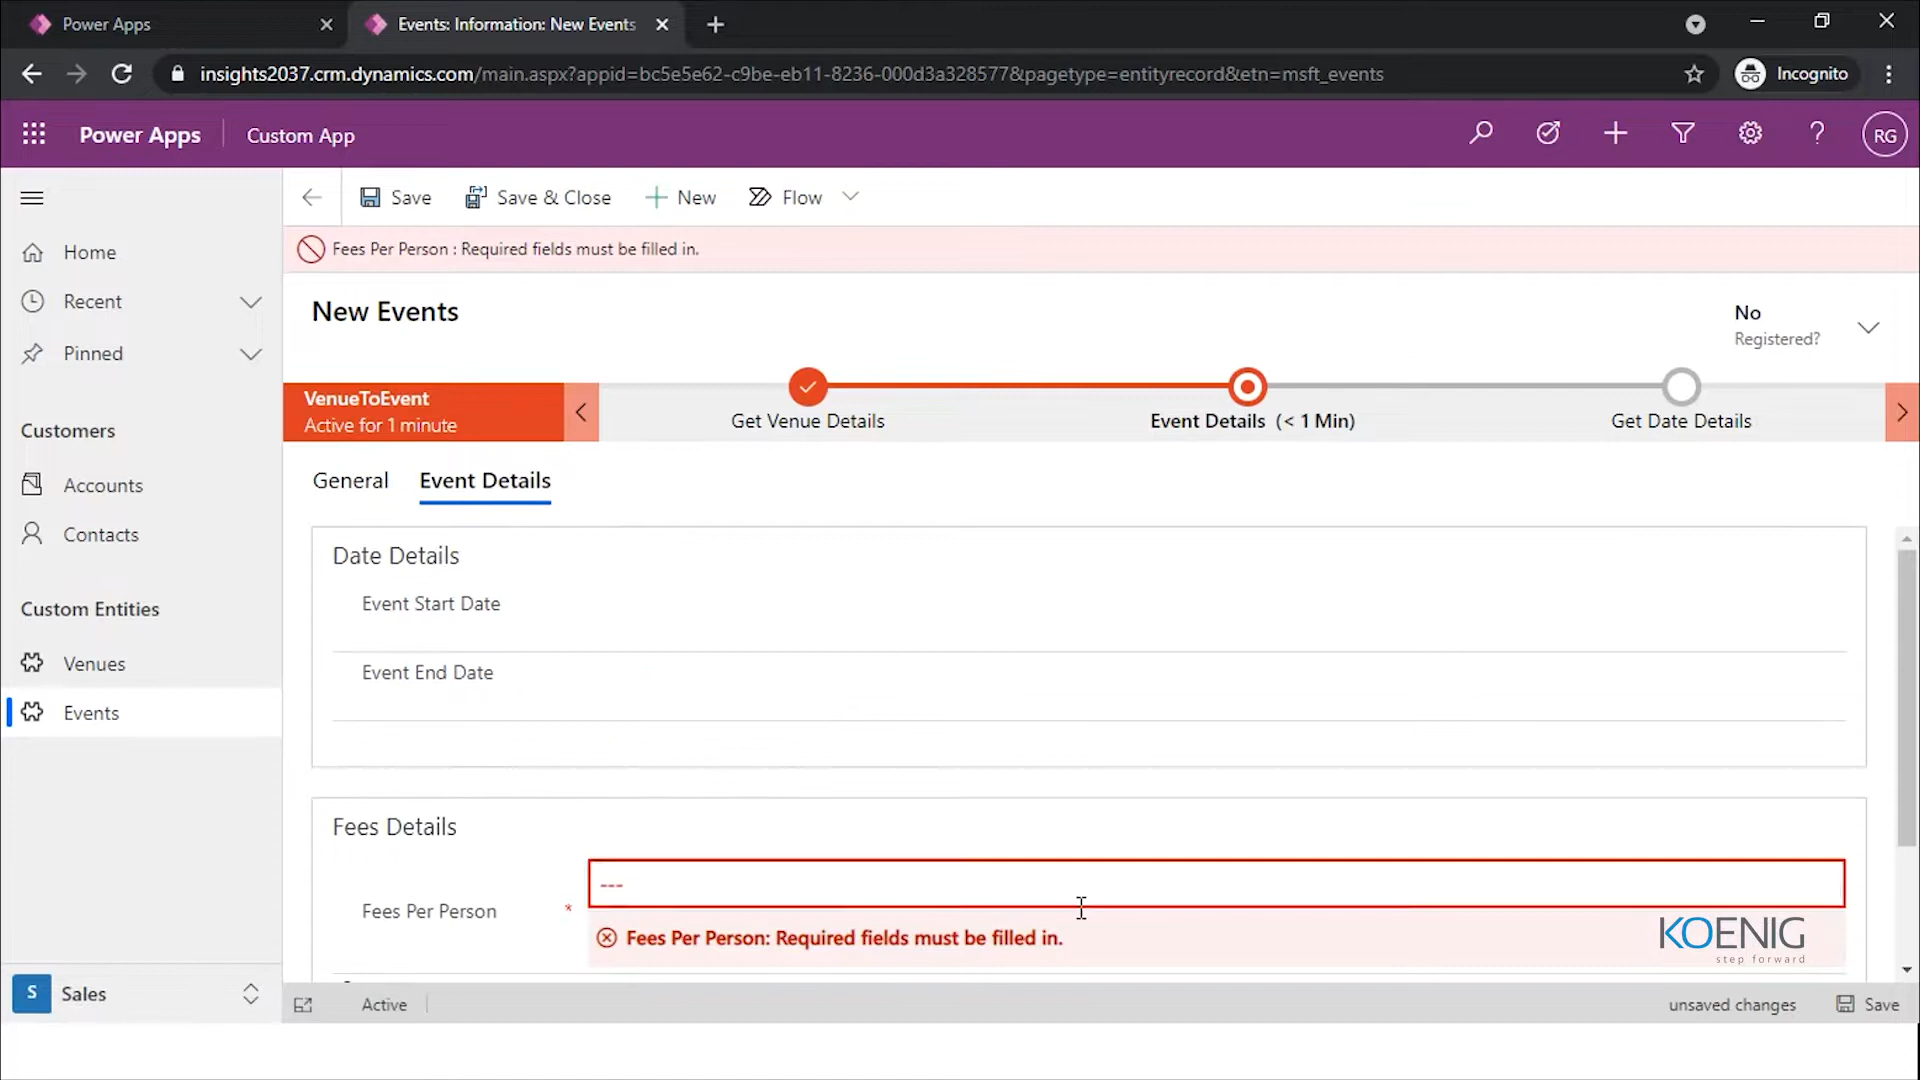 Power Apps
Events: Information: New Events
insights2037.crm.dynamics.com/main.aspx?appid=bc5e5e62-c9be-eb11-8236-000d3a328577&pagetype=entityrecord&etn=msft_events
Incognito
Power Apps
Custom App
RG
Save
Save & Close
New
Flow
Fees Per Person : Required fields must be filled in.
Home
Recent
Pinned
Customers
Accounts
Contacts
Custom Entities
Venues
Events
S
Sales
New Events
No
Registered?
VenueToEvent
Active for 1 minute
Get Venue Details
Event Details (< 1 Min)
Get Date Details
General
Event Details
Date Details
Event Start Date
Event End Date
Fees Details
Fees Per Person
*
---
Fees Per Person: Required fields must be filled in.
KOENIG
step forward
Active
unsaved changes
Save